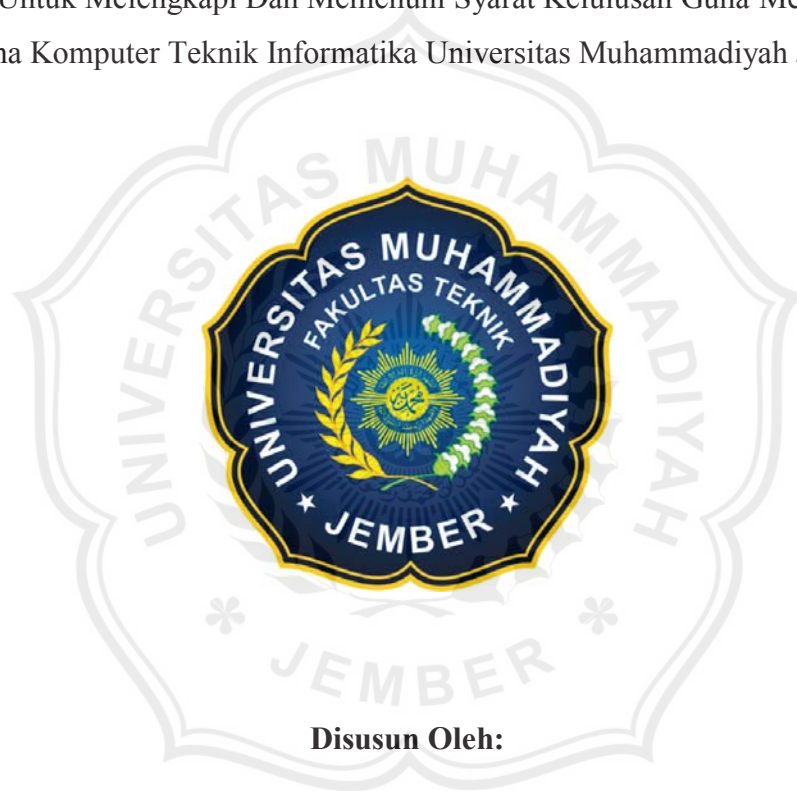 Untuk Melengkapi Dan Memenuhi Syarat Kelulusan Guna
Komputer Teknik Informatika Universitas Muhammadiyah
UNIVERSITAS MUHAMMADIYAH
UNIVERSITAS MUHAMMADIYAH
FAKULTAS TEKNIK
* JEMBER *
* JEMBER *
Disusun Oleh: